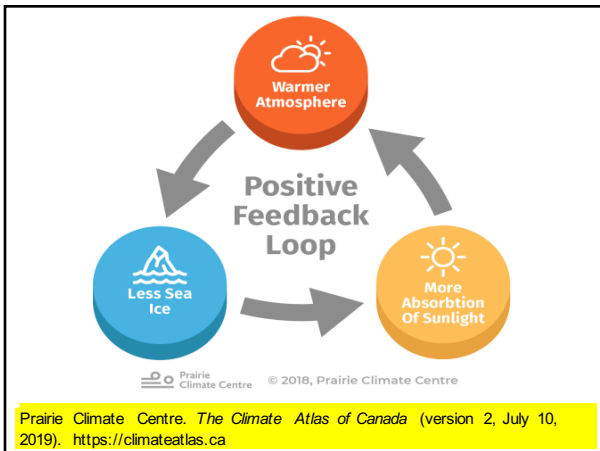 Warmer
Atmosphere
Positive
Feedback
Loop
Less Sea
Ice
More
Absorbtion
Of Sunlight
Prairie
Climate Centre
© 2018, Prairie Climate Centre
Prairie Climate Centre. The Climate Atlas of Canada (version 2, July 10,
2019). https://climateatlas.ca